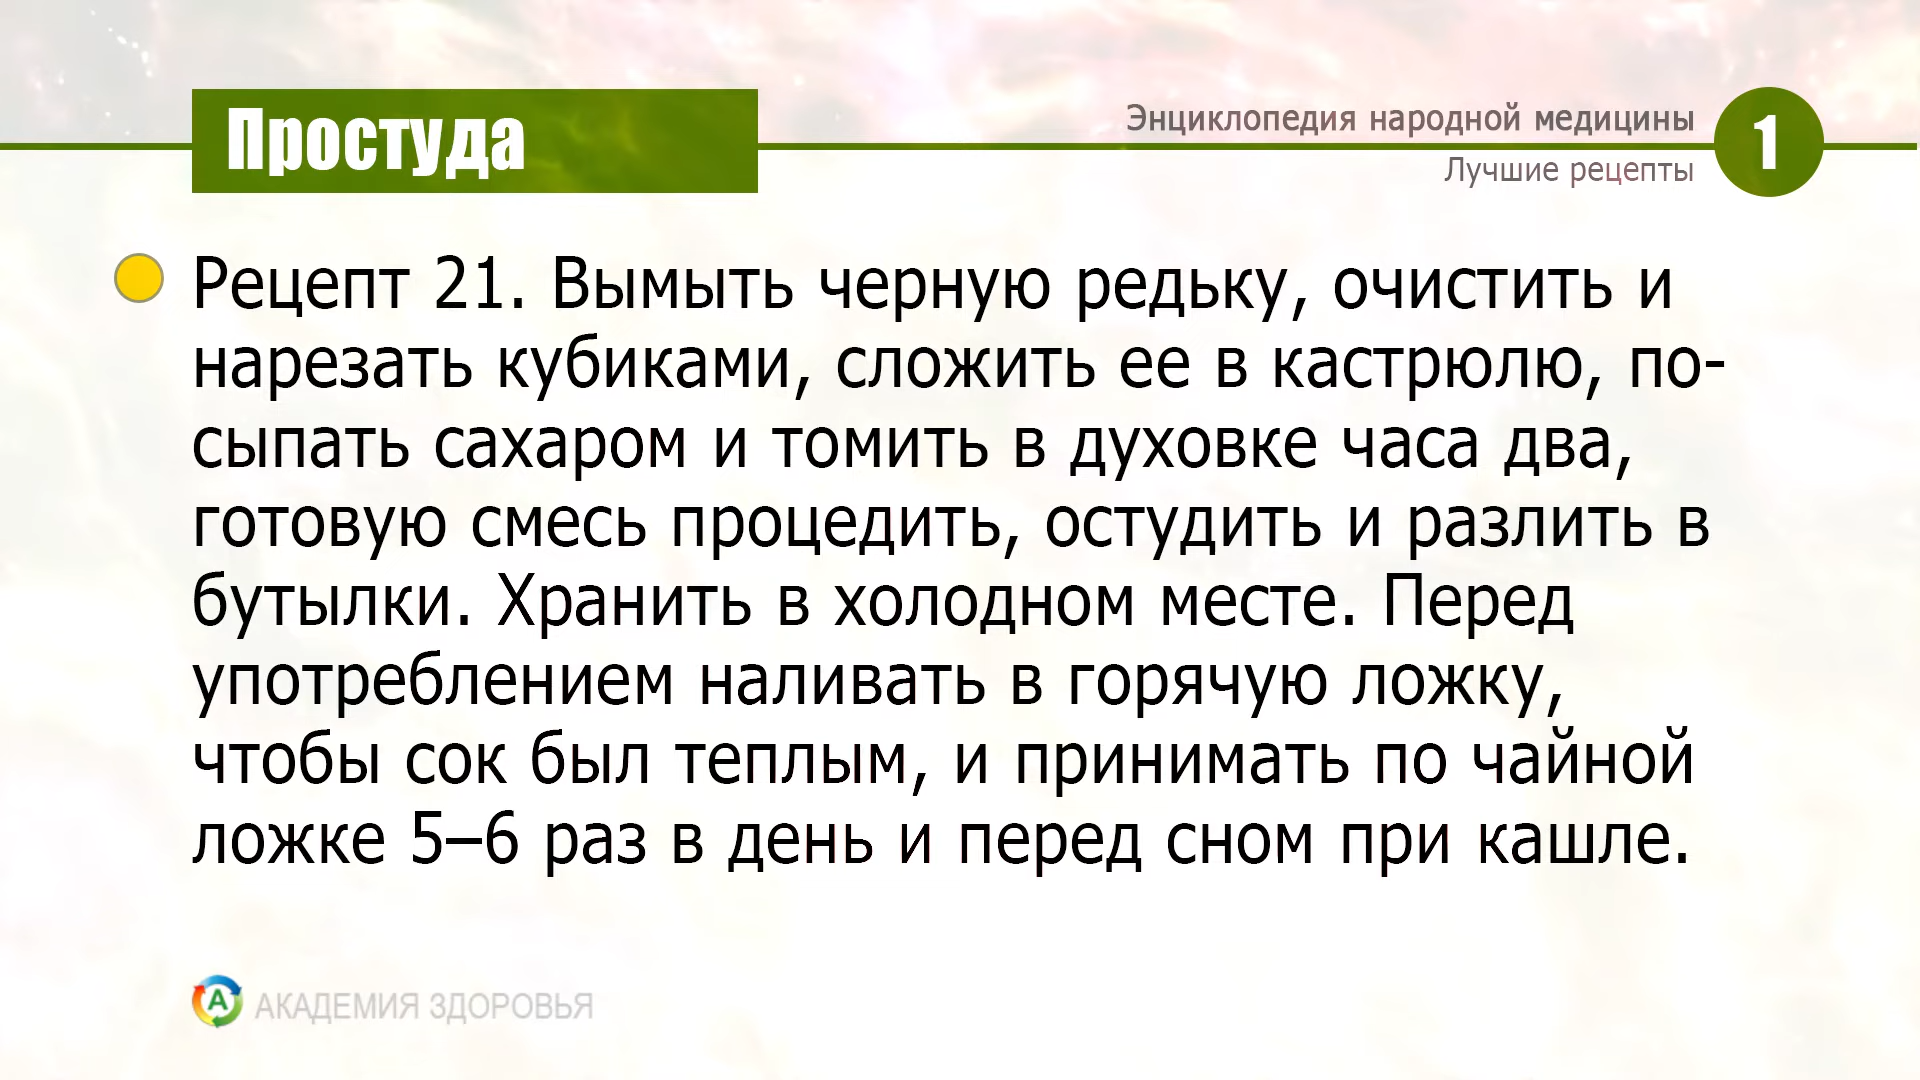 Простуда
Энциклопедия народной медицины
Лучшие рецепты
1
Рецепт 21. Вымыть черную редьку, очистить и
нарезать кубиками, сложить ее в кастрюлю, по-
сыпать сахаром и томить в духовке часа два,
готовую смесь процедить, остудить и разлить в
бутылки. Хранить в холодном месте. Перед
употреблением наливать в горячую ложку,
чтобы сок был теплым, и принимать по чайной
ложке 5–6 раз в день и перед сном при кашле.
А АКАДЕМИЯ ЗДОРОВЬЯ